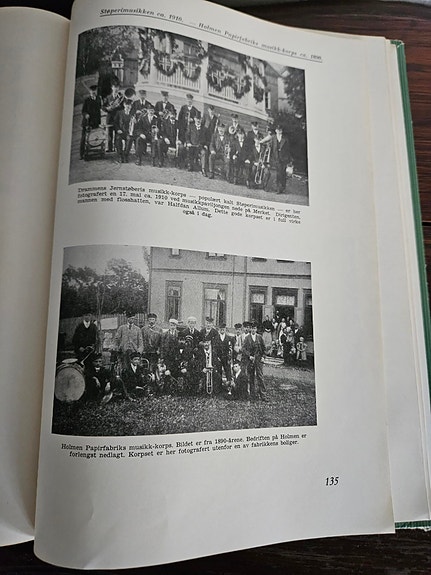 Støperimusikken ca. 1910. — Holmen Papirfabriks musikk-korps ca. 1890.
Drammens Jernstøberis musikk-korps — populært kalt Støperimusikken — er her
fotografert en 17. mai ca. 1910 ved musikkpaviljongen nede på Merket. Dirigenten,
mannen med flosshatten, var Halfdan Album. Dette gode korpset er i full virke
også i dag.
Holmen Papirfabriks musikk-korps. Bildet er fra 1890-årene. Bedriften på Holmen er
forlengst nedlagt. Korpset er her fotografert utenfor en av fabrikkens boliger.
135